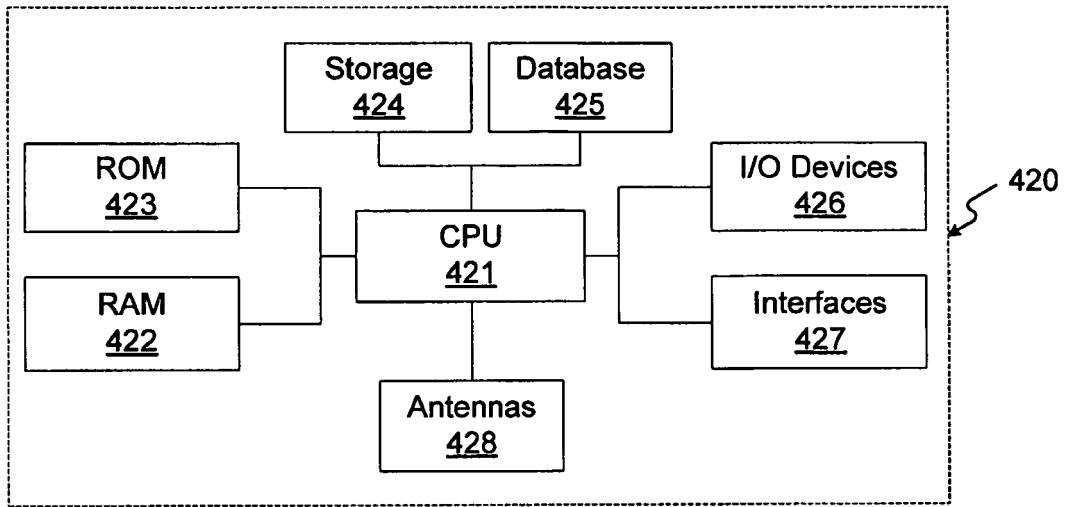 Storage
424
Database
425
ROM
423
I/O Devices
426
420
CPU
421
RAM
422
Interfaces
427
Antennas
428